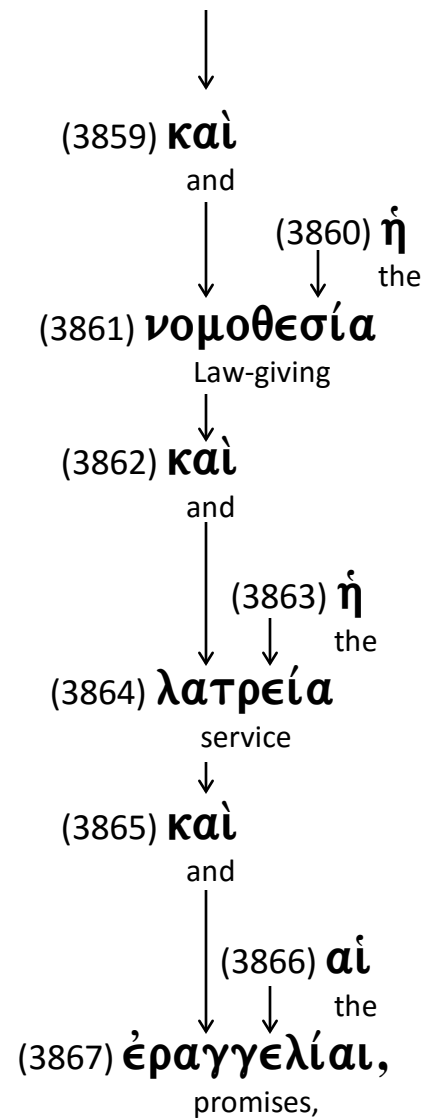 (3859) καὶ
and
(3860) ἡ
the
(3861) νομοθεσία
Law-giving
(3862) καὶ
and
(3863) ἡ
the
(3864) λατρεία
service
(3865) καὶ
and
(3866) αἱ
the
(3867) ἐραγγελίαι,
promises,